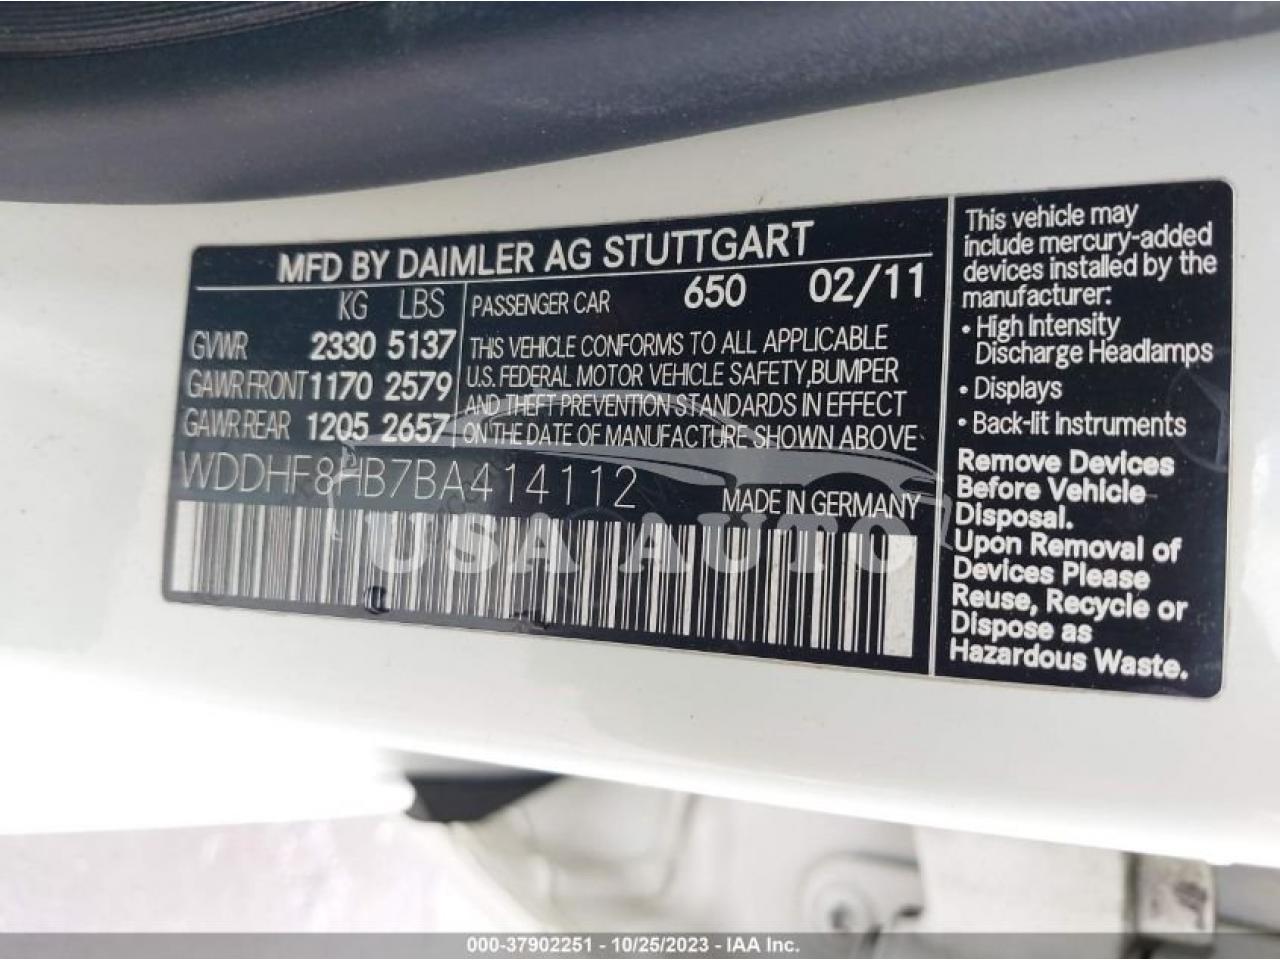 MFD BY DAIMLER AG STUTTGART
KG LBS
GVWR 2330 5137
GAWR FRONT 1170 2579
GAWR REAR 1205 2657
PASSENGER CAR 650 02/11
THIS VEHICLE CONFORMS TO ALL APPLICABLE
U.S. FEDERAL MOTOR VEHICLE SAFETY,BUMPER
AND THEFT PREVENTION STANDARDS IN EFFECT
ON THE DATE OF MANUFACTURE SHOWN ABOVE
WDDHF8HB7BA414112
MADE IN GERMANY
This vehicle may
include mercury-added
devices installed by the
manufacturer:
• High Intensity
Discharge Headlamps
• Displays
• Back-lit Instruments
Remove Devices
Before Vehicle
Disposal.
Upon Removal of
Devices Please
Reuse, Recycle or
Dispose as
Hazardous Waste.
USA AUTO
000-37902251 - 10/25/2023 - IAA Inc.